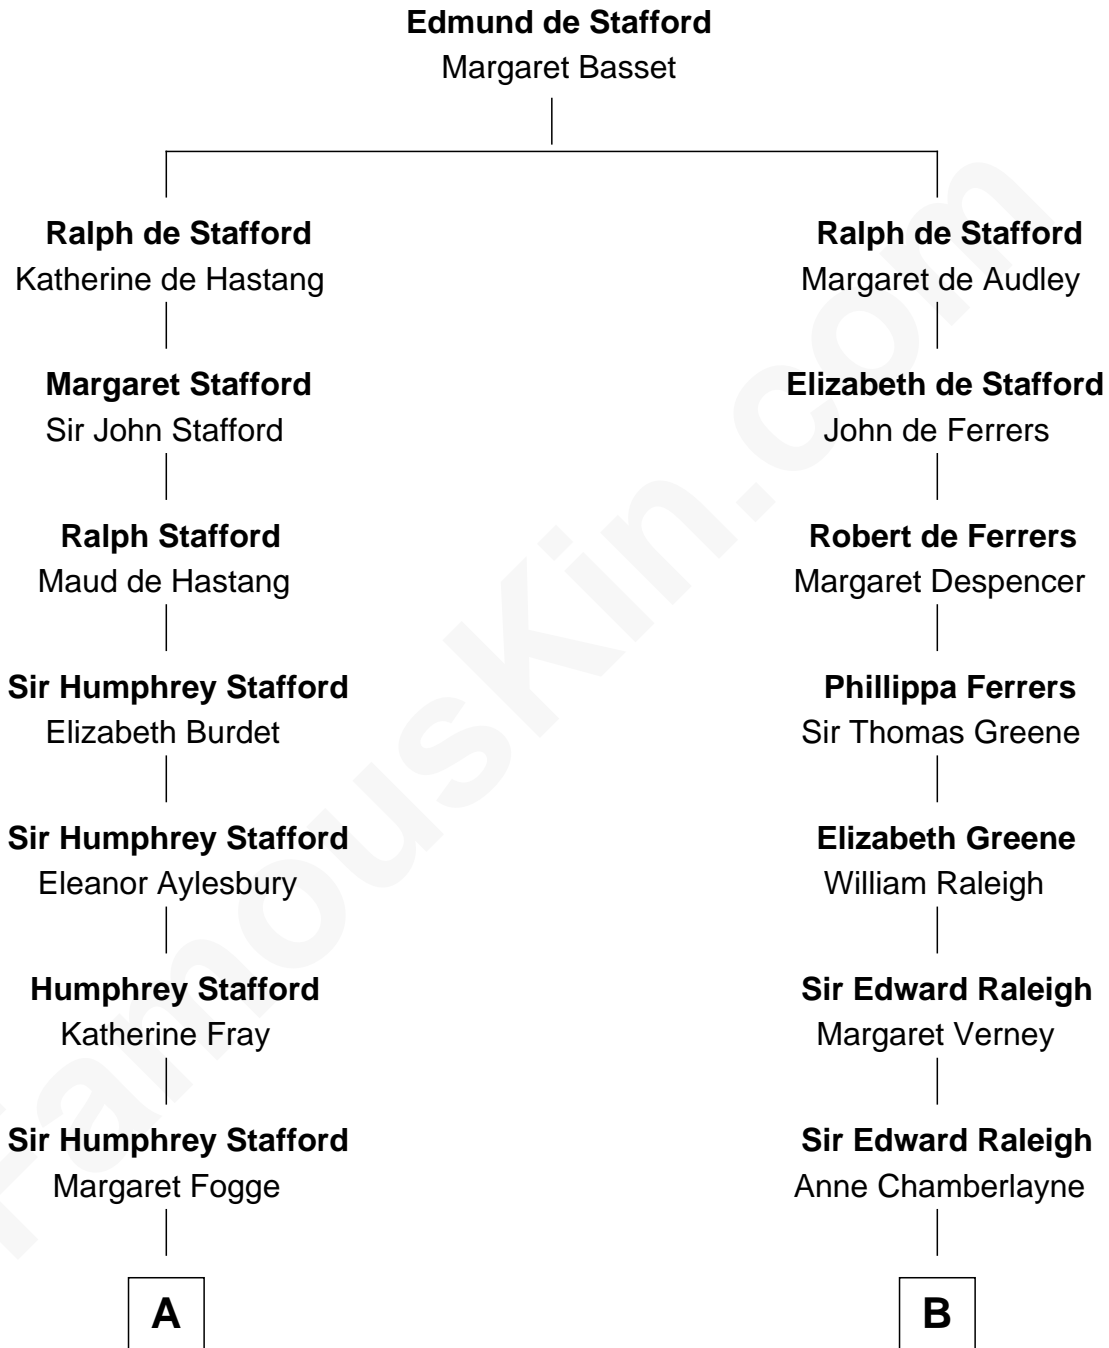 Edmund de Stafford
Margaret Basset
Ralph de Stafford
Katherine de Hastang
Ralph de Stafford
Margaret de Audley
Margaret Stafford
Sir John Stafford
Elizabeth de Stafford
John de Ferrers
Ralph Stafford
Maud de Hastang
Robert de Ferrers
Margaret Despencer
Sir Humphrey Stafford
Elizabeth Burdet
Phillippa Ferrers
Sir Thomas Greene
Sir Humphrey Stafford
Eleanor Aylesbury
Elizabeth Greene
William Raleigh
Humphrey Stafford
Katherine Fray
Sir Edward Raleigh
Margaret Verney
Sir Humphrey Stafford
Margaret Fogge
Sir Edward Raleigh
Anne Chamberlayne
A
B
FamousKin.com